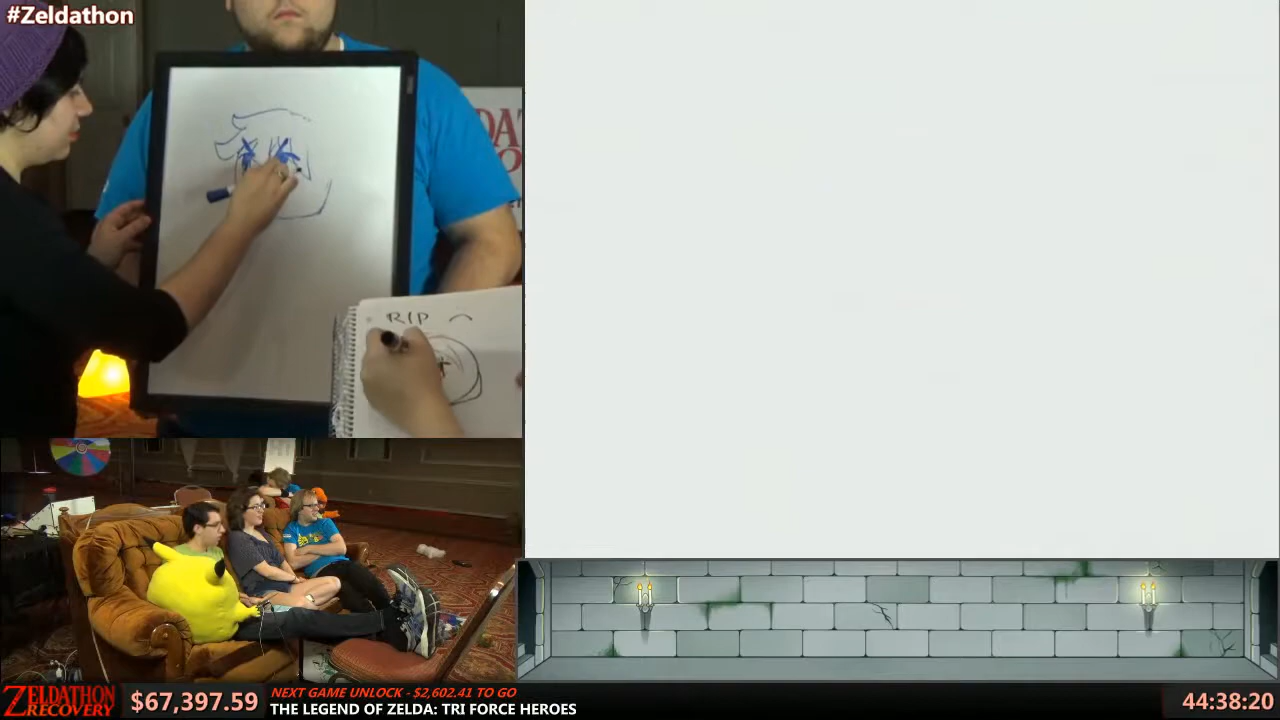 #Zeldathon
DAT
RIP
ZELDATHON
RECOVERY
$67,397.59
NEXT GAME UNLOCK - $2,602.41 TO GO
THE LEGEND OF ZELDA: TRI FORCE HEROES
44:38:20